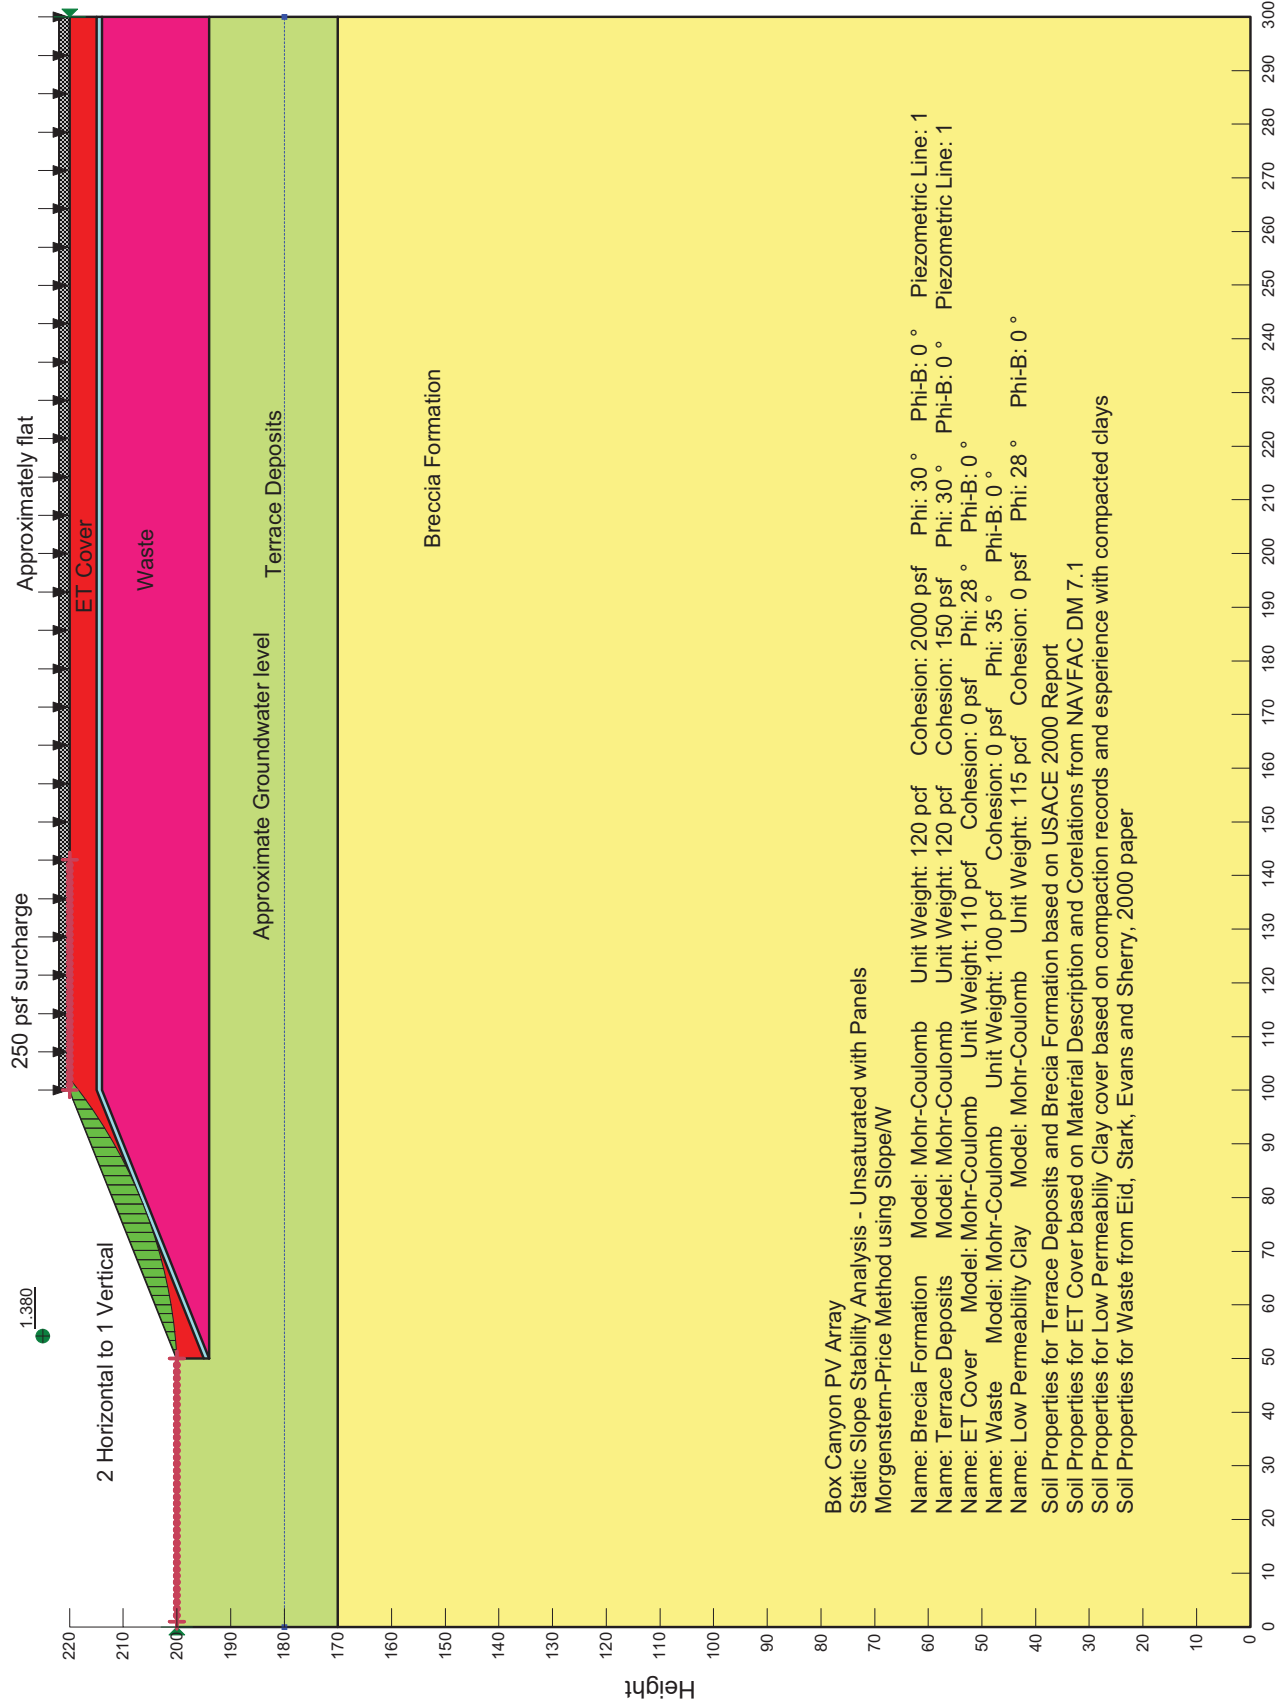 1.380
250 psf surcharge
Approximately flat
2 Horizontal to 1 Vertical
ET Cover
Waste
Approximate Groundwater level
Terrace Deposits
Breccia Formation
Box Canyon PV Array
Static Slope Stability Analysis - Unsaturated with Panels
Morgenstern-Price Method using Slope/W
Name: Brecia Formation Model: Mohr-Coulomb Unit Weight: 120 pcf Cohesion: 2000 psf Phi: 30 ° Phi-B: 0 ° Piezometric Line: 1
Name: Terrace Deposits Model: Mohr-Coulomb Unit Weight: 120 pcf Cohesion: 150 psf Phi: 30 ° Phi-B: 0 ° Piezometric Line: 1
Name: ET Cover Model: Mohr-Coulomb Unit Weight: 110 pcf Cohesion: 0 psf Phi: 28 ° Phi-B: 0 °
Name: Waste Model: Mohr-Coulomb Unit Weight: 100 pcf Cohesion: 0 psf Phi: 35 ° Phi-B: 0 °
Name: Low Permeability Clay Model: Mohr-Coulomb Unit Weight: 115 pcf Cohesion: 0 psf Phi: 28 ° Phi-B: 0 °
Soil Properties for Terrace Deposits and Brecia Formation based on USACE 2000 Report
Soil Properties for ET Cover based on Material Description and Corelations from NAVFAC DM 7.1
Soil Properties for Low Permeabiliy Clay cover based on compaction records and esperience with compacted clays
Soil Properties for Waste from Eid, Stark, Evans and Sherry, 2000 paper
Height
220
210
200
190
180
170
160
150
140
130
120
110
100
90
80
70
60
50
40
30
20
10
0
0 10 20 30 40 50 60 70 80 90 100 110 120 130 140 150 160 170 180 190 200 210 220 230 240 250 260 270 280 290 300